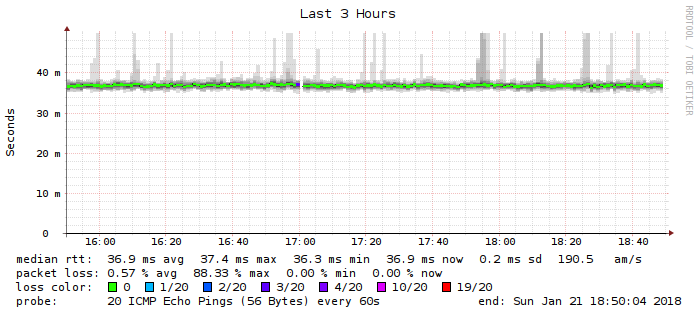 Last 3 Hours
RRDTOOL / TOBI OETIKER
Seconds
40 m
30 m
20 m
10 m
0
16:00 16:20 16:40 17:00 17:20 17:40 18:00 18:20 18:40
median rtt: 36.9 ms avg 37.4 ms max 36.3 ms min 36.9 ms now 0.2 ms sd 190.5 am/s
packet loss: 0.57 % avg 88.33 % max 0.00 % min 0.00 % now
loss color: 0 1/20 2/20 3/20 4/20 10/20 19/20
probe: 20 ICMP Echo Pings (56 Bytes) every 60s end: Sun Jan 21 18:50:04 2018